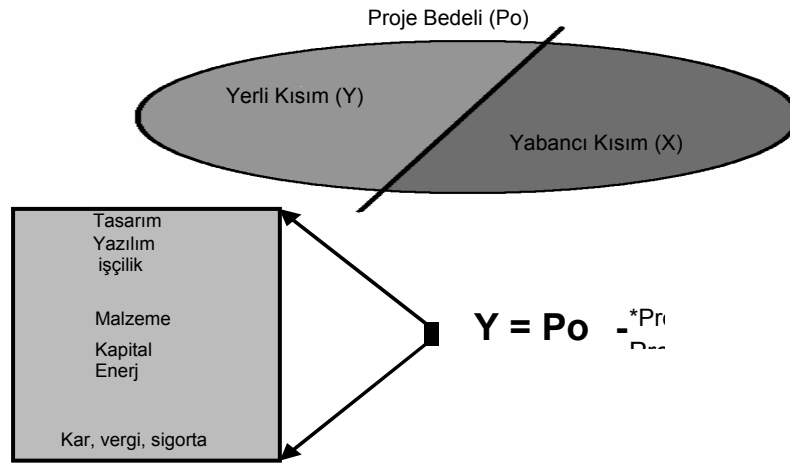 Proje Bedeli (Po)
Yerli Kısım (Y)
Yabancı Kısım (X)
Tasarım
Yazılım
işçilik
Malzeme
Kapital
Enerj
Kar, vergi, sigorta
Y = Po -